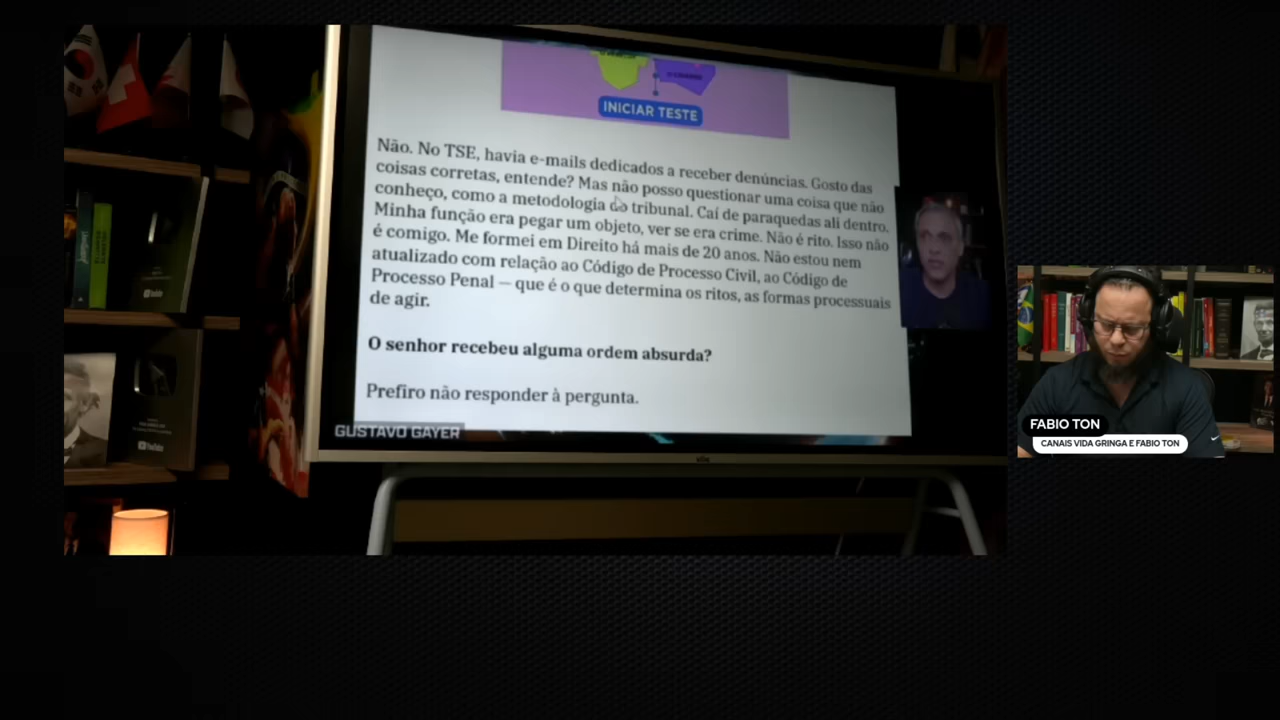 INICIAR TESTE
Não. No TSE, havia e-mails dedicados a receber denúncias. Gosto das
coisas corretas, entende? Mas não posso questionar uma coisa que não
conheço, como a metodologia do tribunal. Caí de paraquedas ali dentro.
Minha função era pegar um objeto, ver se era crime. Não é rito. Isso não
é comigo. Me formei em Direito há mais de 20 anos. Não estou nem
atualizado com relação ao Código de Processo Civil, ao Código de
Processo Penal — que é o que determina os ritos, as formas processuais
de agir.
O senhor recebeu alguma ordem absurda?
Prefiro não responder à pergunta.
GUSTAVO GAYER
YouTube
YouTube
FABIO TON
CANAIS VIDA GRINGA E FABIO TON